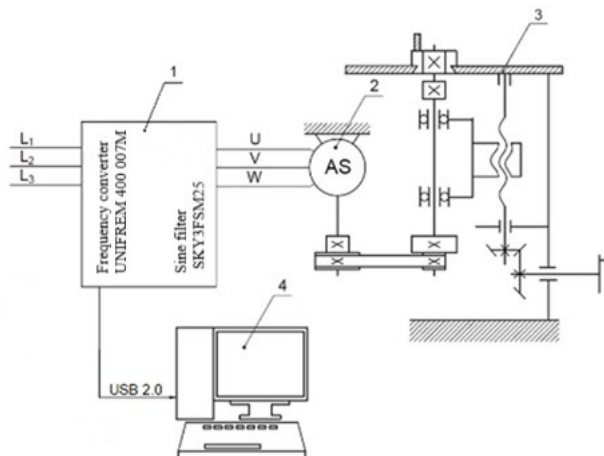 1
2
3
L1
L2
L3
Frequency converter
UNIFREM 400 007M
Sine filter
SKY3FSM25
U
V
W
AS
4
USB 2.0